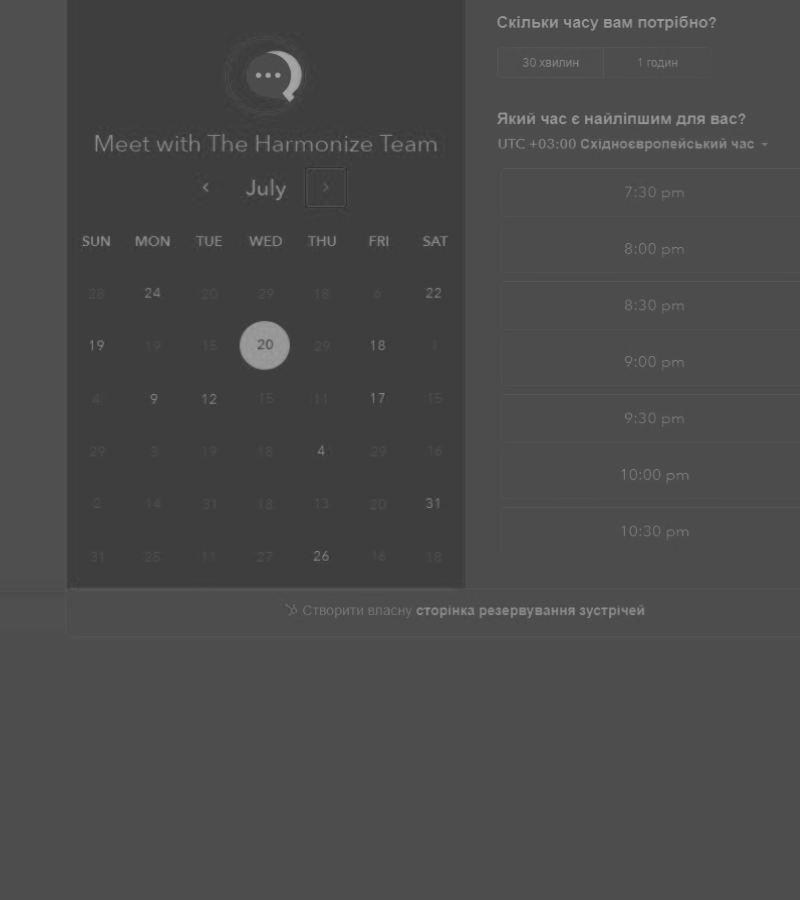 Meet with The Harmonize Team
July
SUN MON TUE WED THU FRI SAT
28 24 20 29 18 6 22
19 19 15 20 29 18 1
4 9 12 15 11 17 15
29 3 19 18 4 29 16
2 14 31 18 13 20 31
31 25 11 27 26 16 18
Скільки часу вам потрібно?
30 хвилин 1 годин
Який час є найліпшим для вас?
UTC +03:00 Східноєвропейський час
7:30 pm
8:00 pm
8:30 pm
9:00 pm
9:30 pm
10:00 pm
10:30 pm
Створити власну сторінка резервування зустрічей